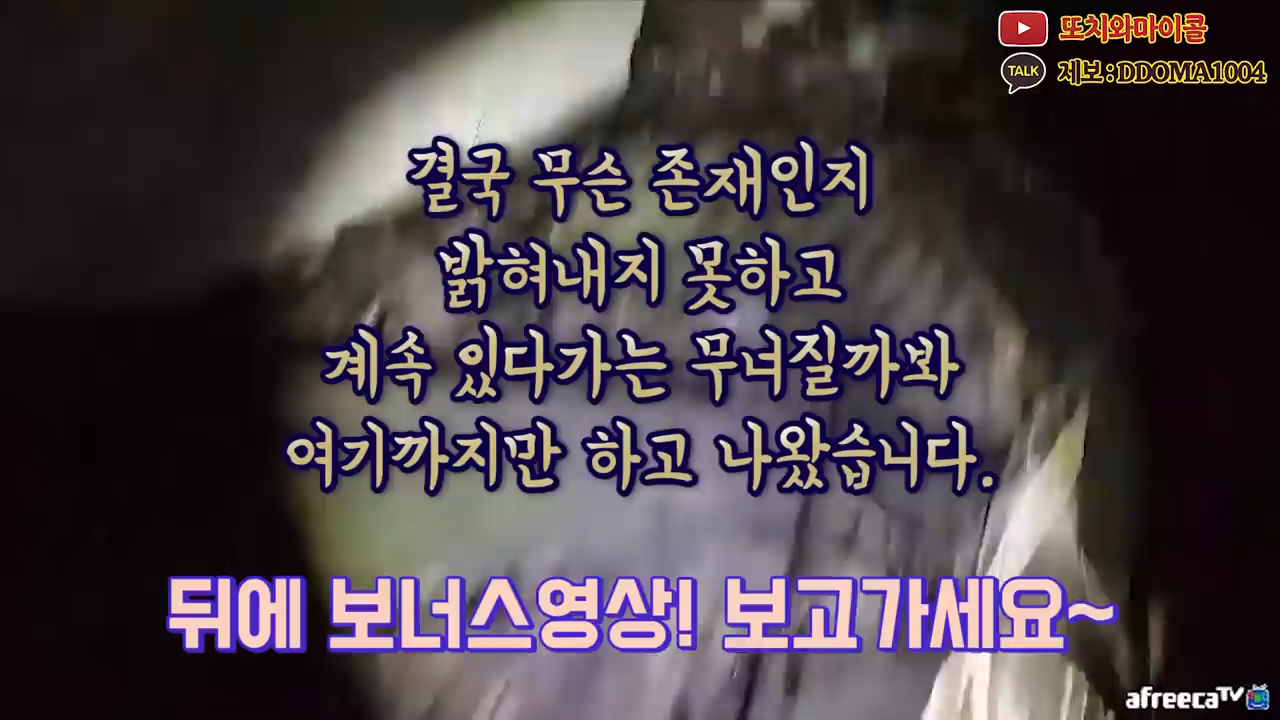 또치와마이콜
TALK 제보 : DDOMA1004
결국 무슨 존재인지
밝혀내지 못하고
계속 있다가는 무너질까봐
여기까지만 하고 나왔습니다.
뒤에 보너스영상! 보고가세요~
afreecaTV